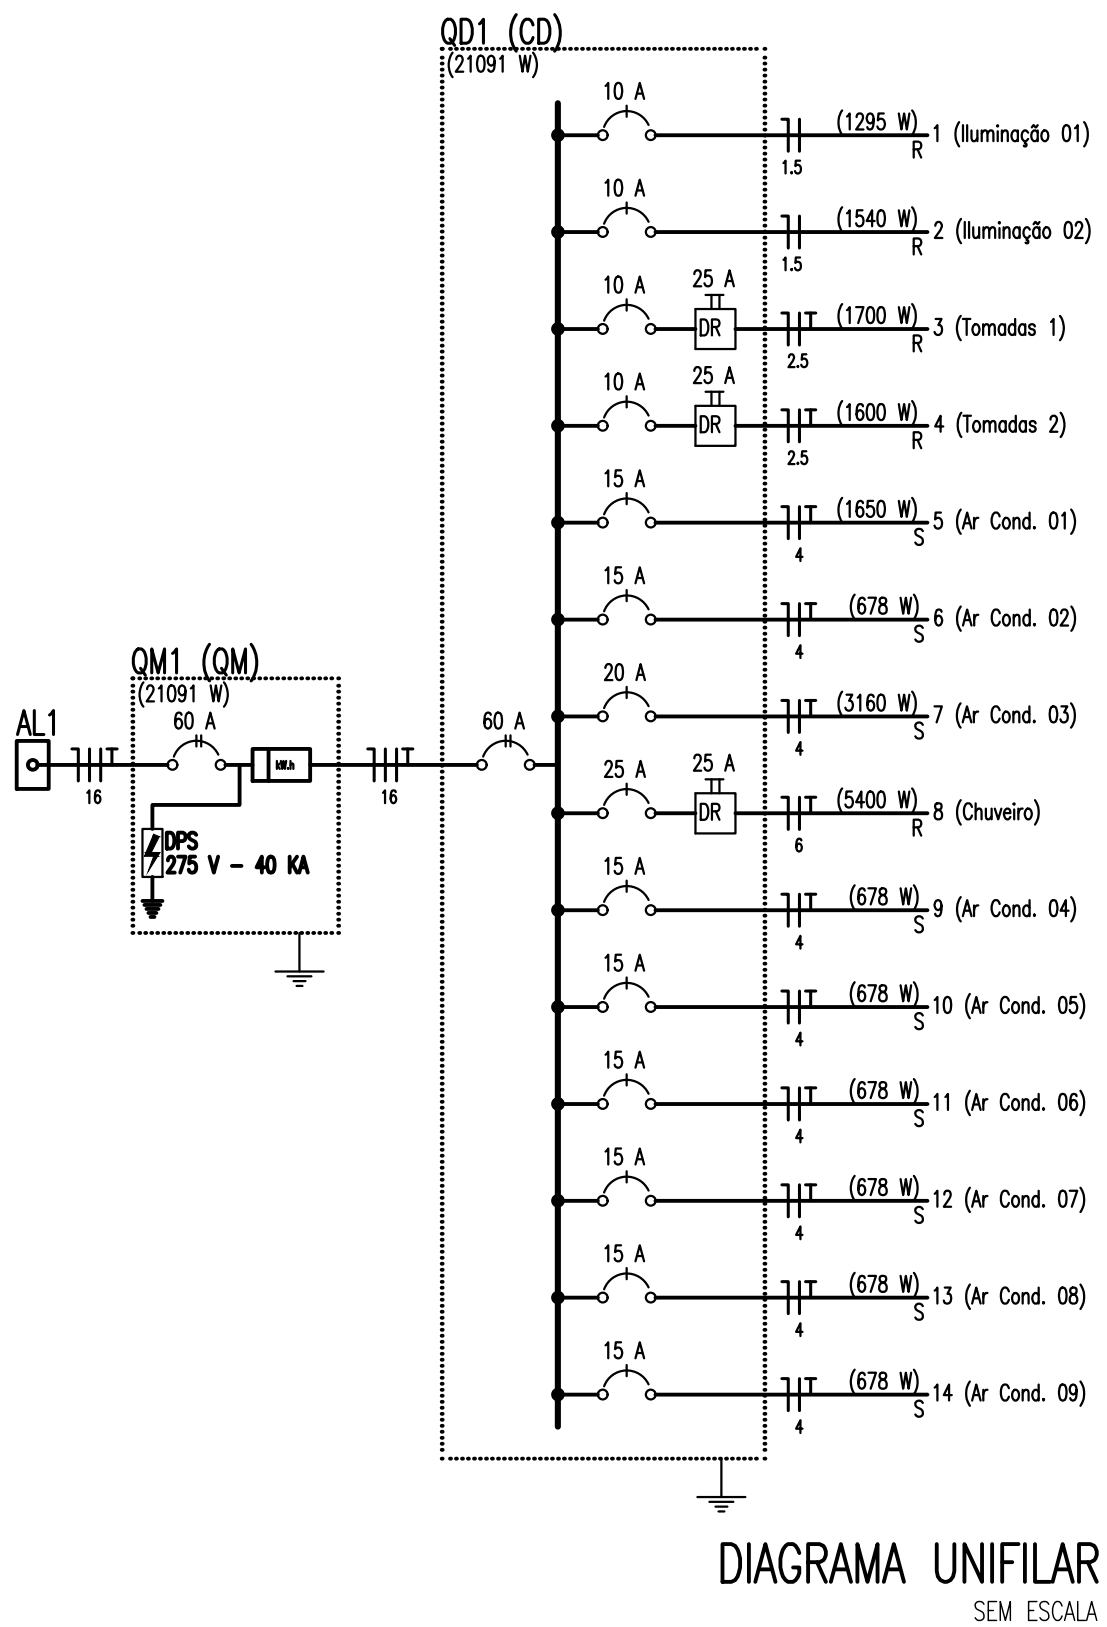 QD1 (CD)
(21091 W)
10 A
(1295 W)
1 (Iluminação 01)
R
1.5
10 A
(1540 W)
2 (Iluminação 02)
R
1.5
10 A
25 A
DR
(1700 W)
3 (Tomadas 1)
R
2.5
10 A
25 A
DR
(1600 W)
4 (Tomadas 2)
R
2.5
15 A
(1650 W)
5 (Ar Cond. 01)
S
4
15 A
(678 W)
6 (Ar Cond. 02)
S
4
QM1 (QM)
(21091 W)
60 A
AL1
kW.h
16
16
60 A
DPS
275 V - 40 KA
20 A
(3160 W)
7 (Ar Cond. 03)
S
4
25 A
25 A
DR
(5400 W)
8 (Chuveiro)
R
6
15 A
(678 W)
9 (Ar Cond. 04)
S
4
15 A
(678 W)
10 (Ar Cond. 05)
S
4
15 A
(678 W)
11 (Ar Cond. 06)
S
4
15 A
(678 W)
12 (Ar Cond. 07)
S
4
15 A
(678 W)
13 (Ar Cond. 08)
S
4
15 A
(678 W)
14 (Ar Cond. 09)
S
4
DIAGRAMA UNIFILAR
SEM ESCALA